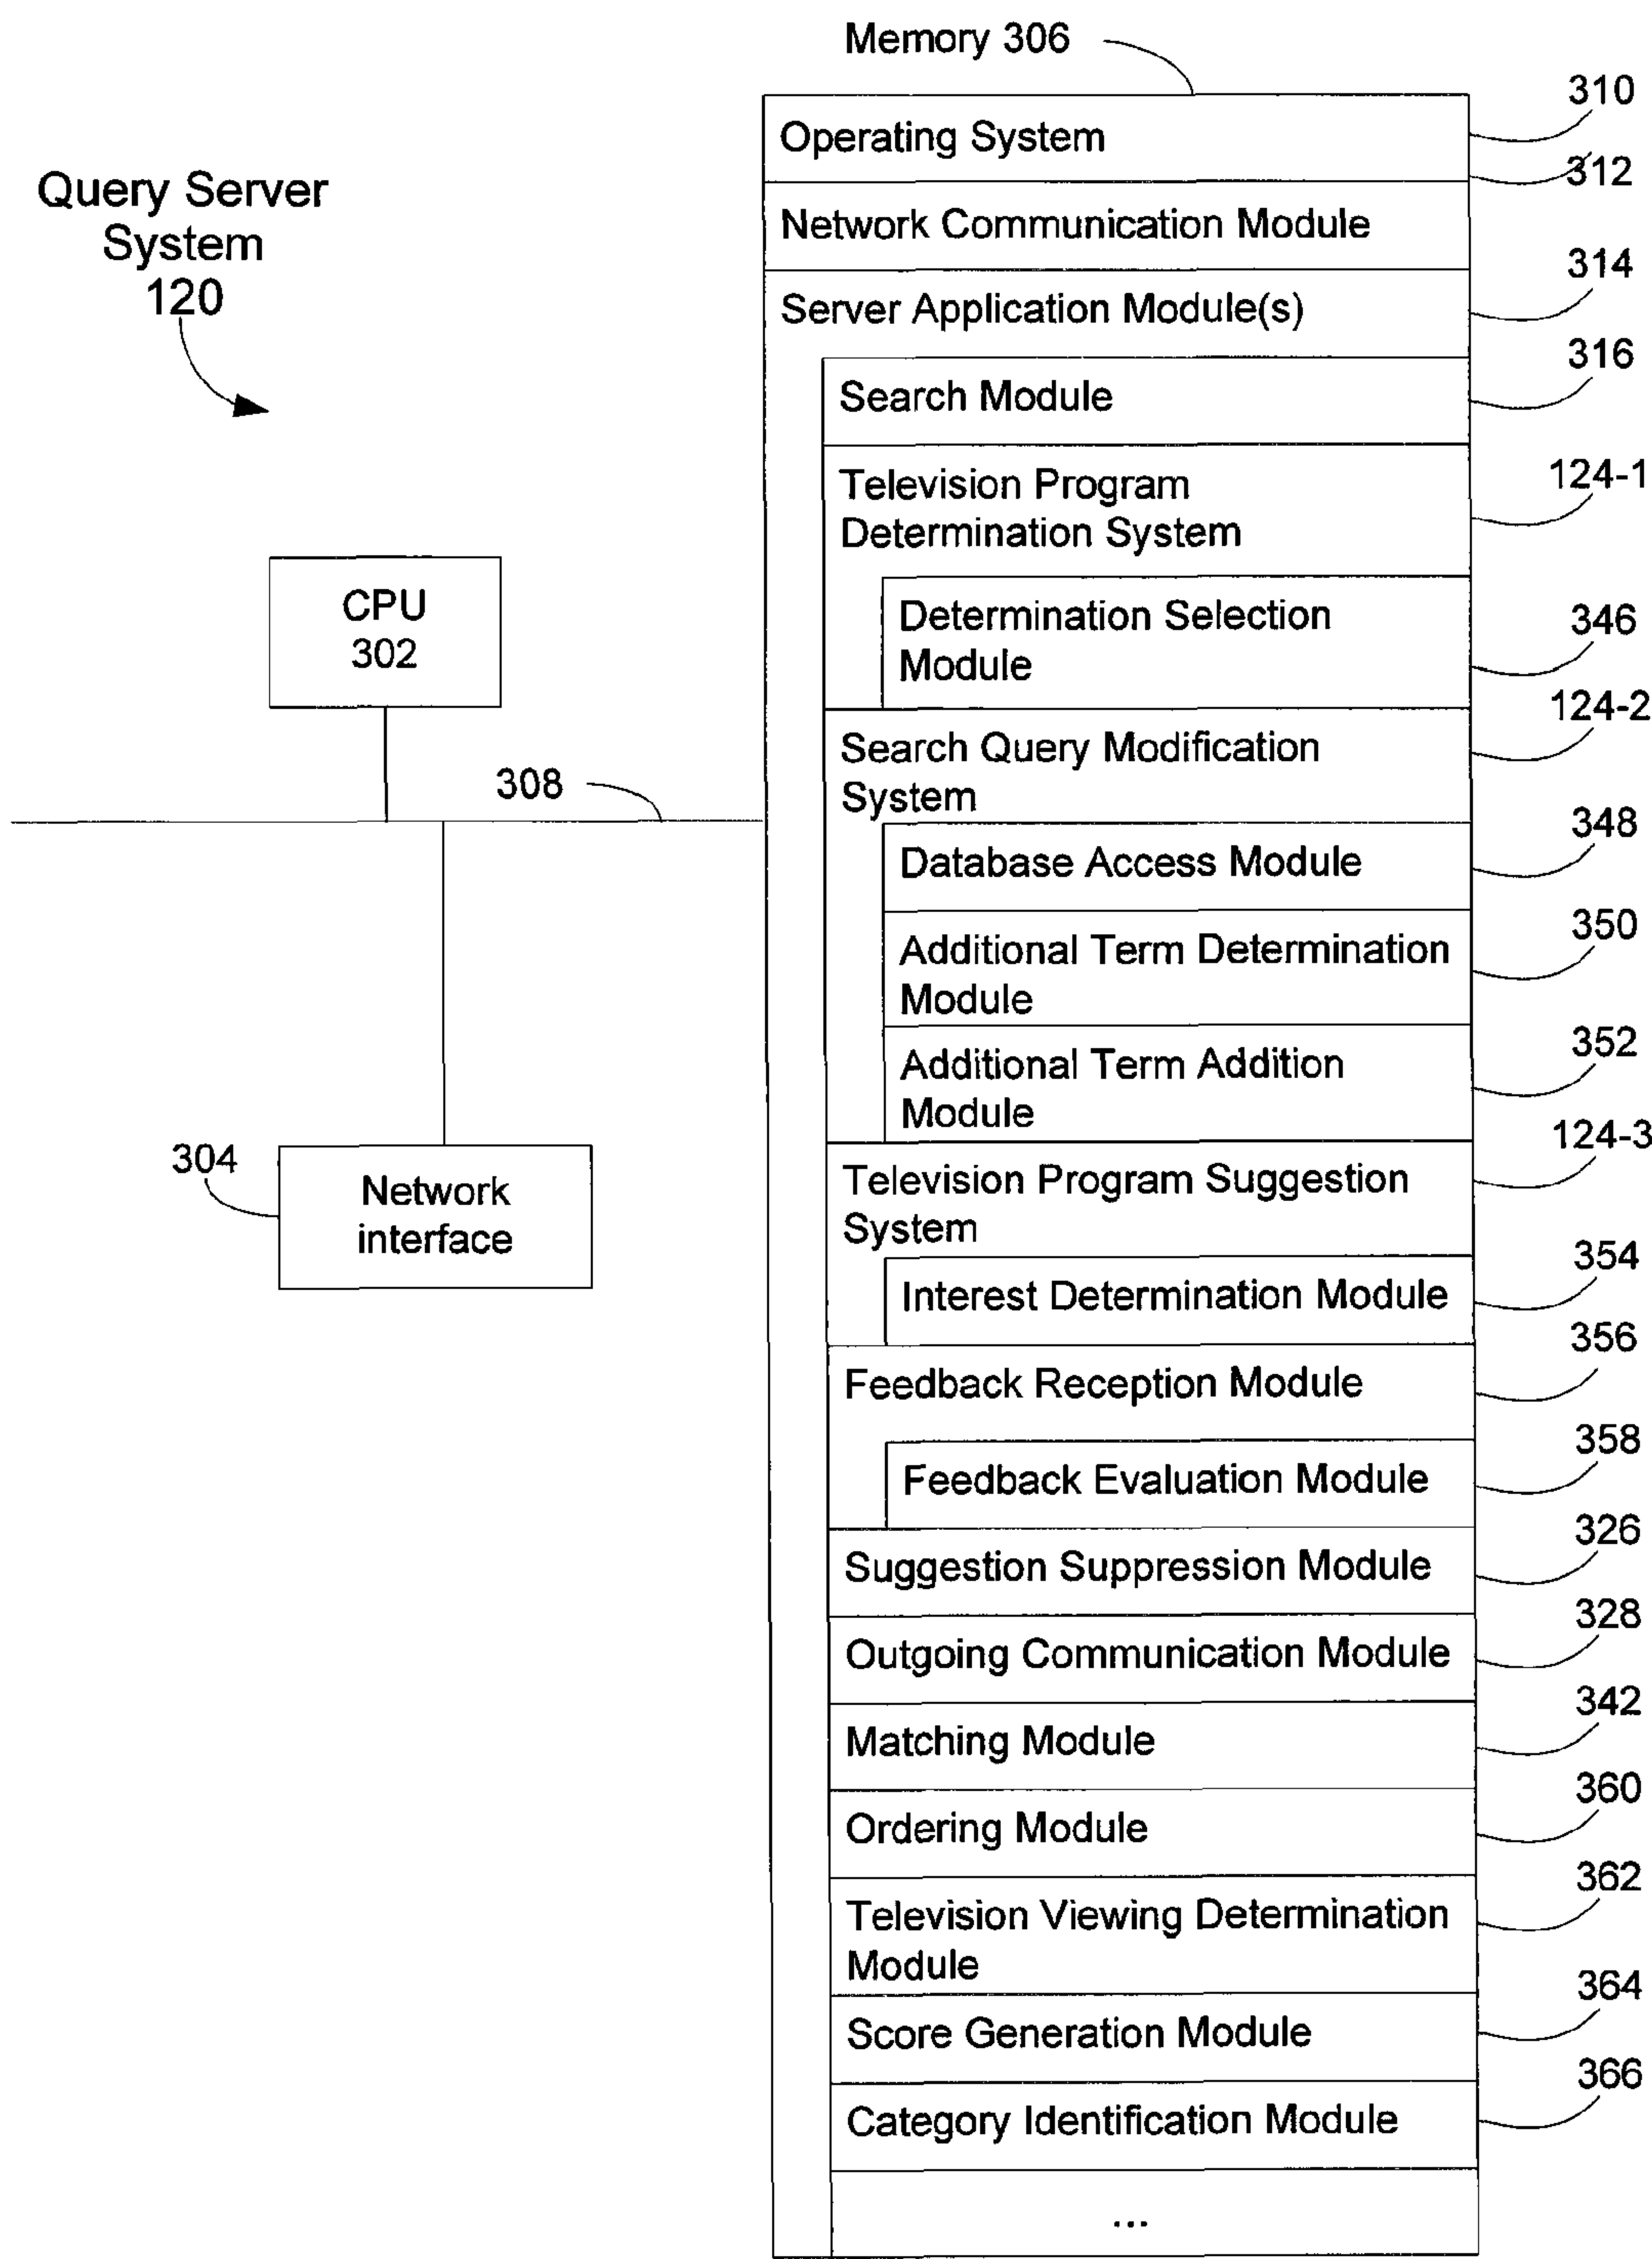 Memory 306
310
Operating System
312
Query Server
System
120
Network Communication Module
314
Server Application Module(s)
316
Search Module
124-1
Television Program
Determination System
CPU
302
Determination Selection
Module
346
124-2
Search Query Modification
System
308
348
Database Access Module
350
Additional Term Determination
Module
352
Additional Term Addition
Module
124-3
304
Network
interface
Television Program Suggestion
System
354
Interest Determination Module
356
Feedback Reception Module
358
Feedback Evaluation Module
326
Suggestion Suppression Module
328
Outgoing Communication Module
342
Matching Module
360
Ordering Module
362
Television Viewing Determination
Module
364
Score Generation Module
366
Category Identification Module
...